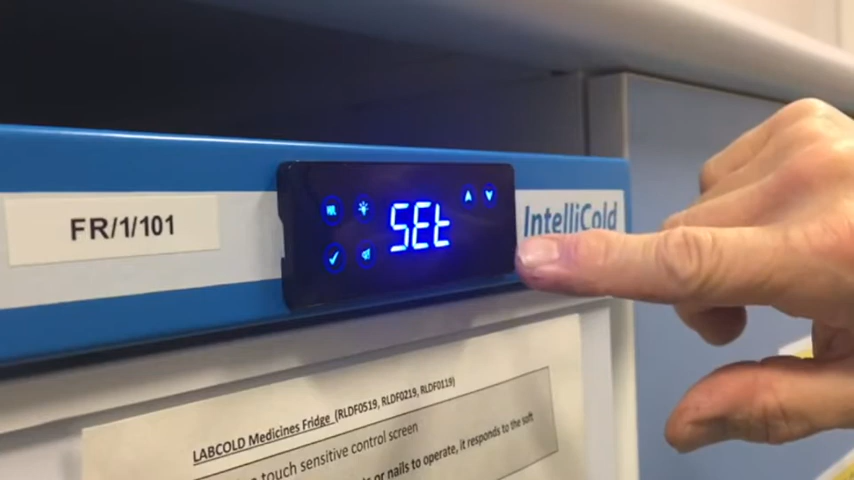 FR/1/101
SEt
IntelliCold
LABCOLD Medicines Fridge (RLDF0519, RLDF0219, RLDF0119)
touch sensitive control screen
or nails to operate, it responds to the soft